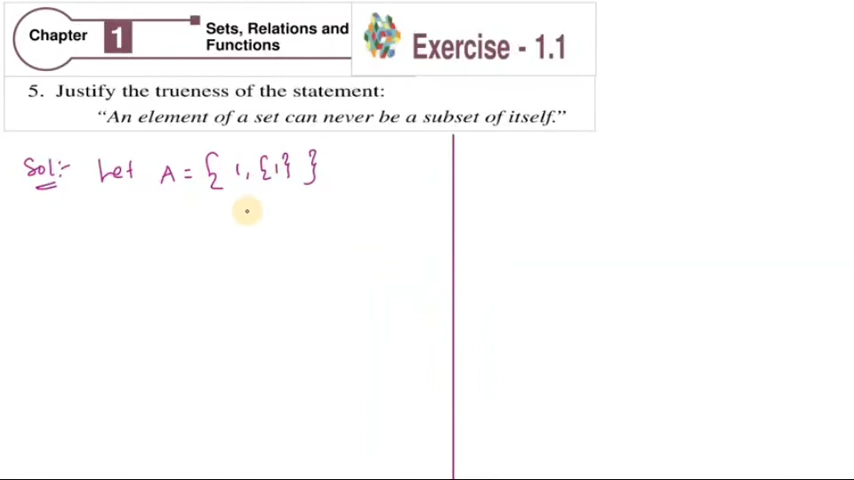 Chapter 1 Sets, Relations and Functions
Exercise - 1.1
5. Justify the trueness of the statement:
“An element of a set can never be a subset of itself.”
Sol:- Let A = { 1, {1} }